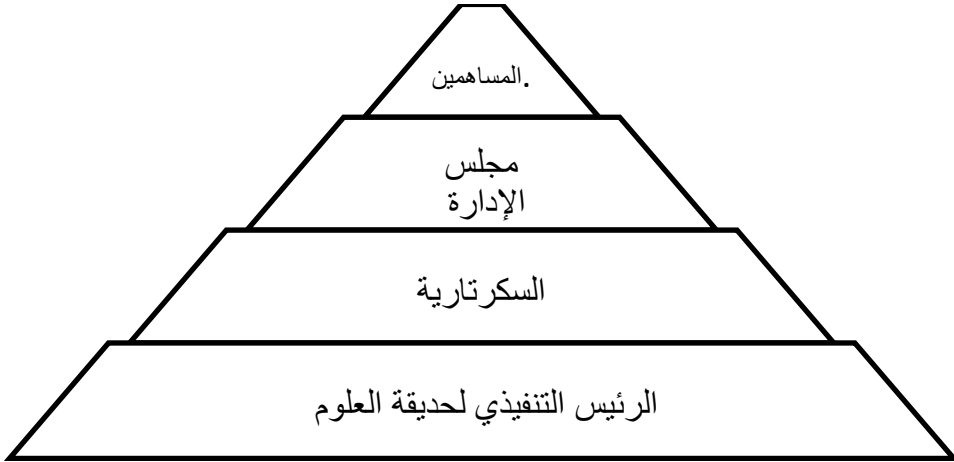 المساهمين.
مجلس
الإدارة
السكرتارية
الرئيس التنفيذي لحديقة العلوم